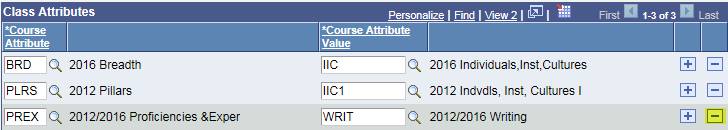 Class Attributes
Personalize | Find | View 2 | First 1-3 of 3 Last
*Course Attribute *Course Attribute Value
BRD 2016 Breadth IIC 2016 Individuals,Inst,Cultures
PLRS 2012 Pillars IIC1 2012 Indvdls, Inst, Cultures I
PREX 2012/2016 Proficiencies &Exper WRIT 2012/2016 Writing